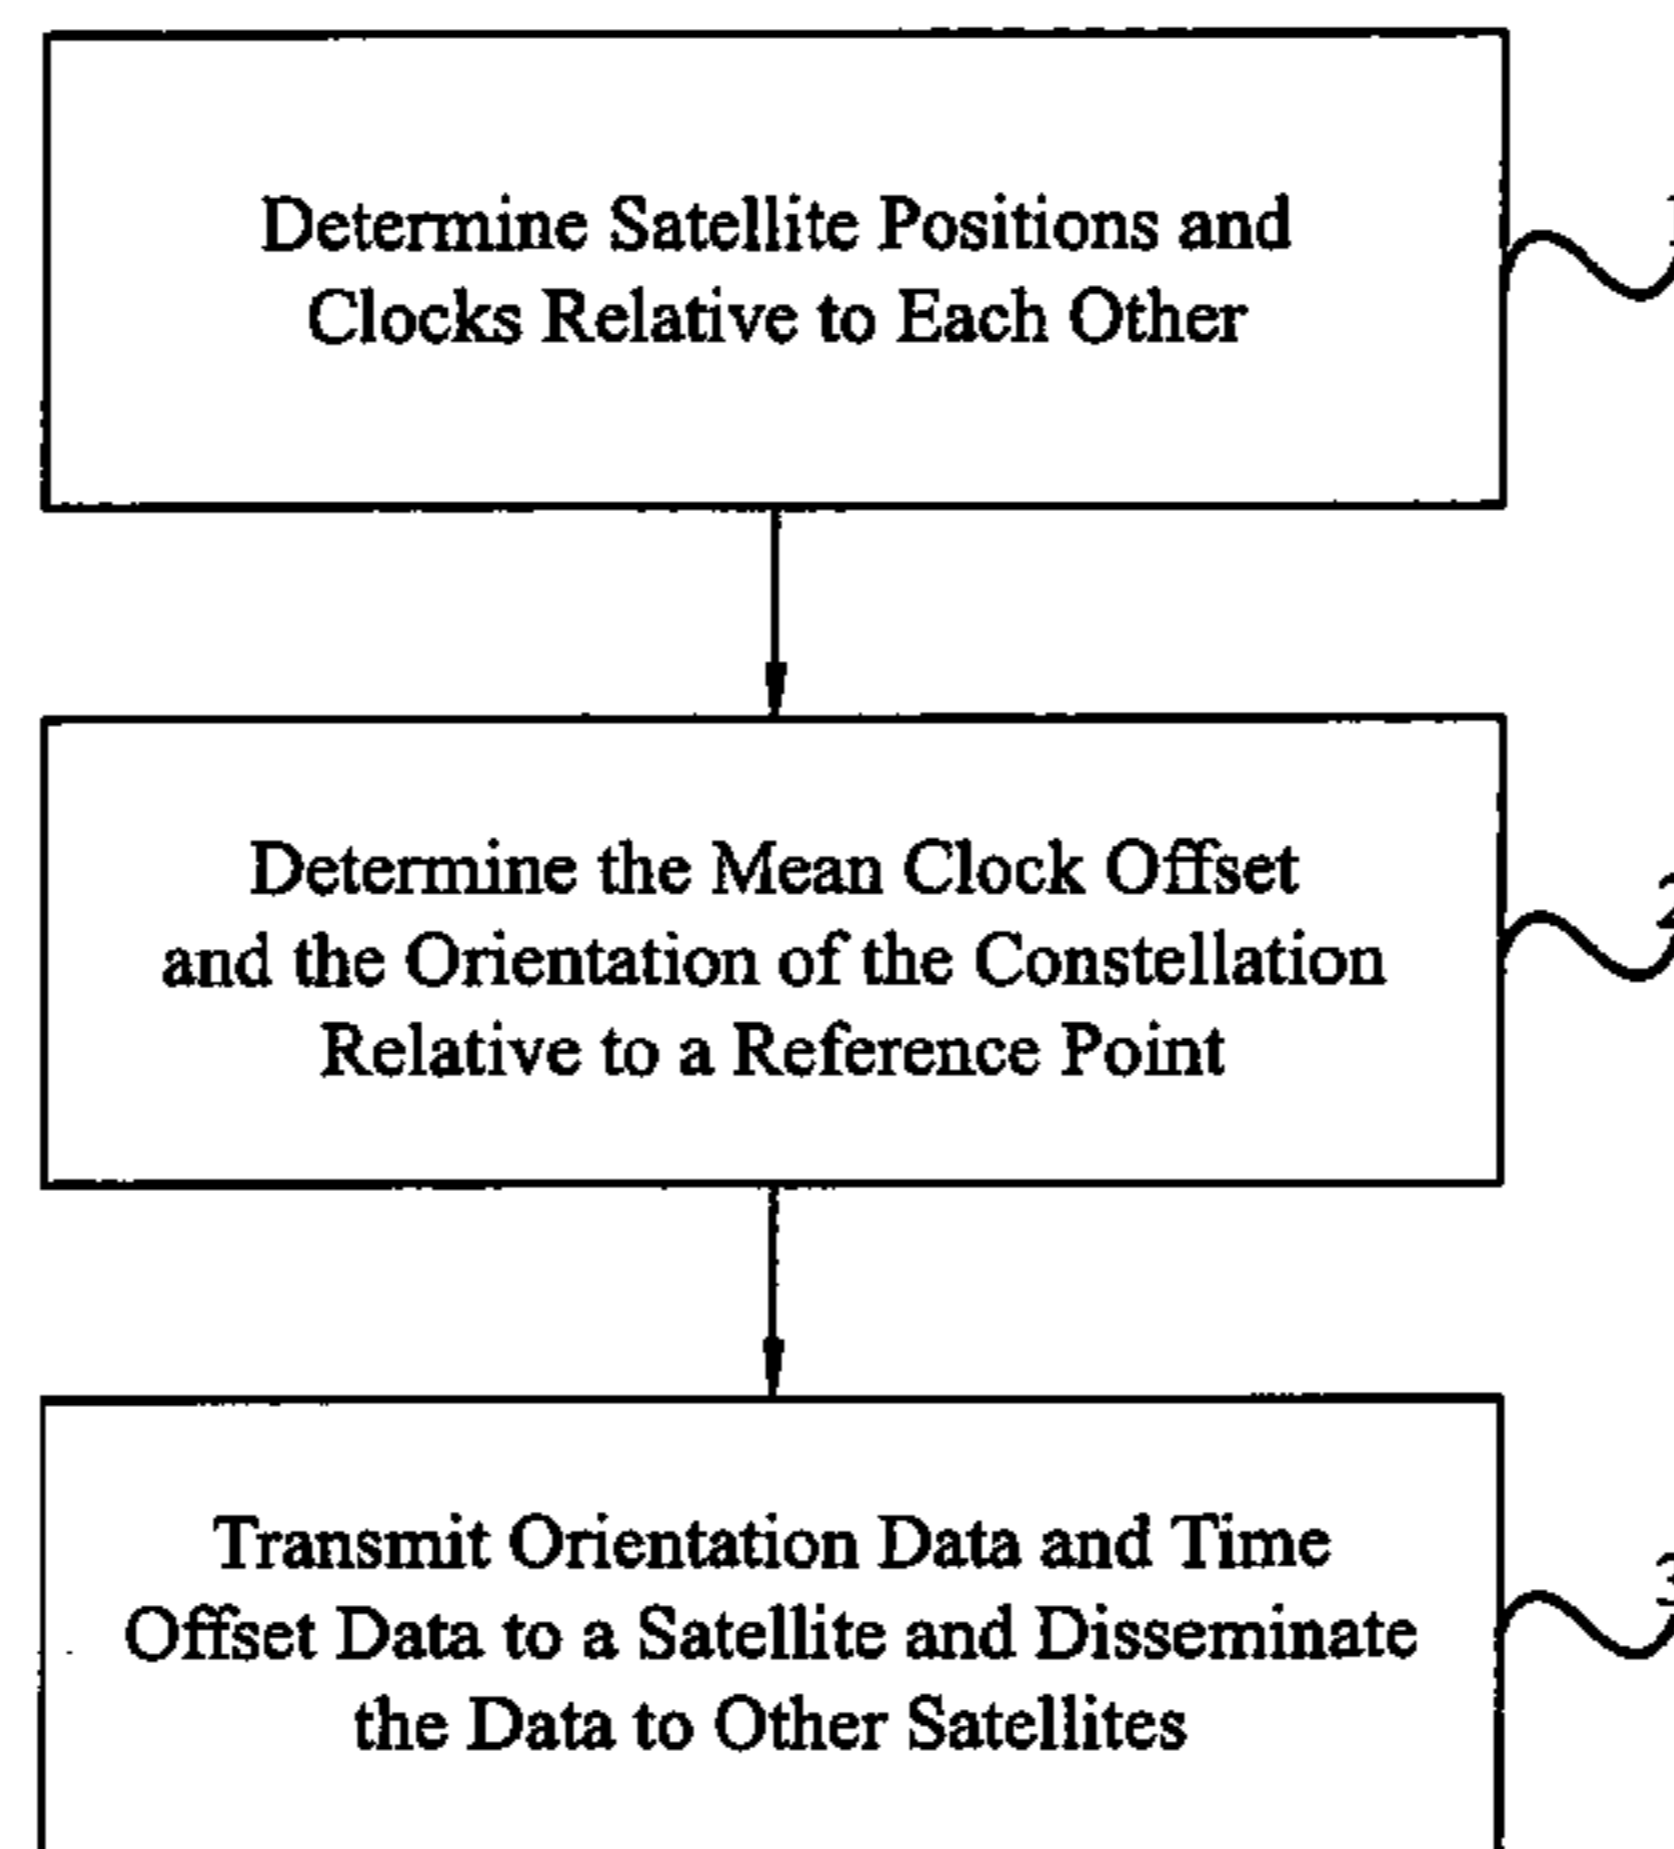 Determine Satellite Positions and
Clocks Relative to Each Other
Determine the Mean Clock Offset
and the Orientation of the Constellation
Relative to a Reference Point
Transmit Orientation Data and Time
Offset Data to a Satellite and Disseminate
the Data to Other Satellites